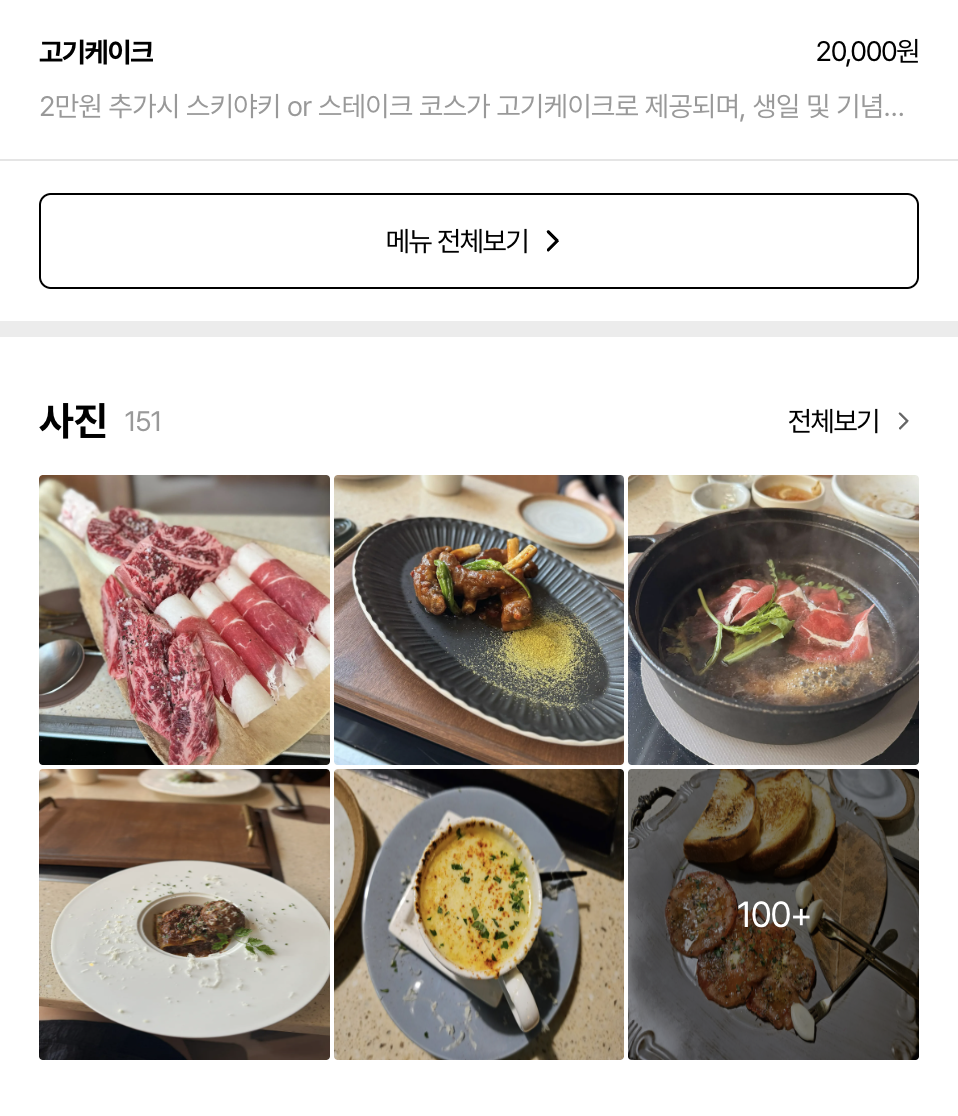 고기케이크
20,000원
2만원 추가시 스키야키 or 스테이크 코스가 고기케이크로 제공되며, 생일 및 기념...
메뉴 전체보기
사진 151
전체보기
100+